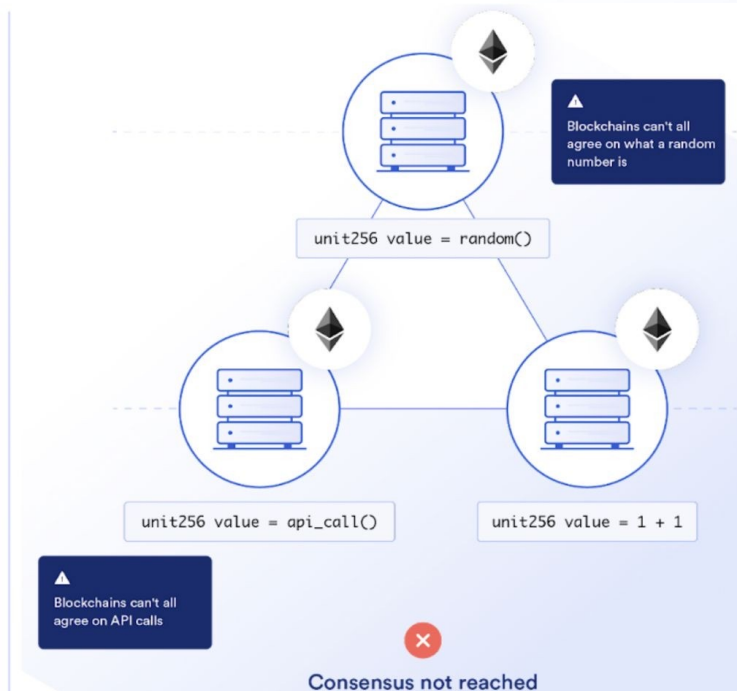 Blockchains can't all
agree on what a random
number is
unit256 value = random()
unit256 value = api_call()
unit256 value = 1 + 1
Blockchains can't all
agree on API calls
Consensus not reached